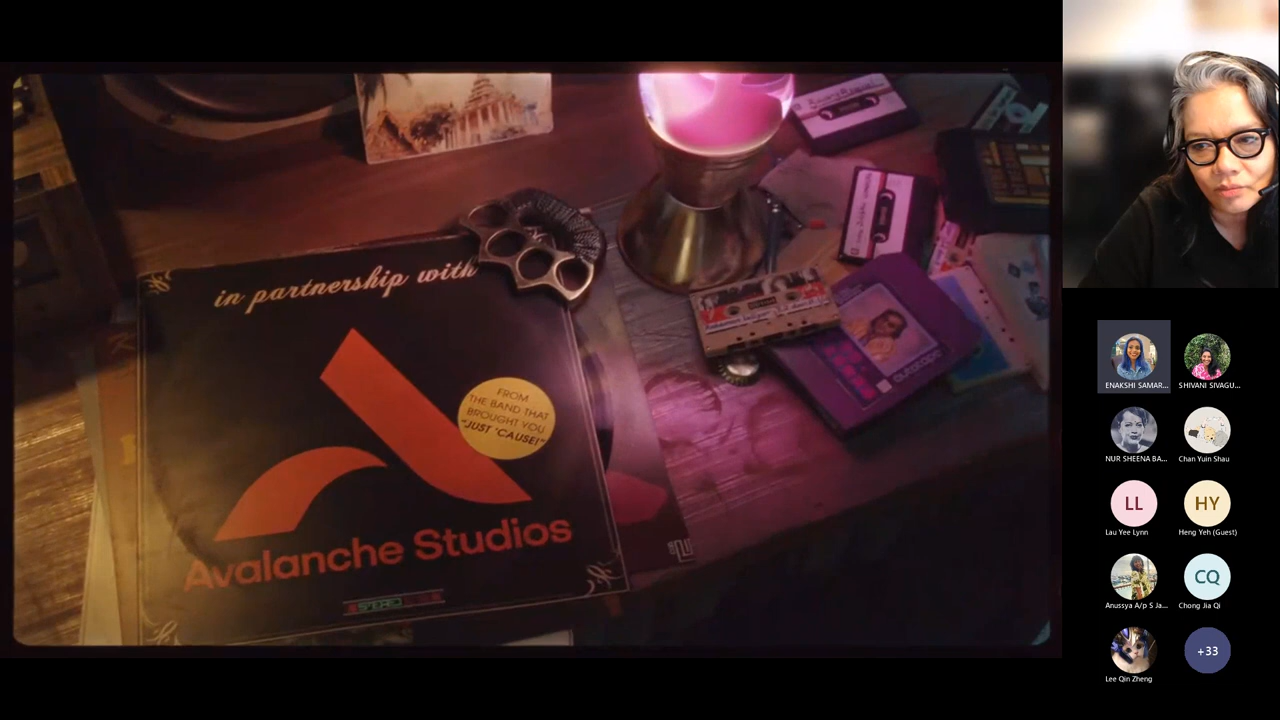 in partnership with
FROM
THE BAND THAT
BROUGHT YOU
"JUST 'CAUSE!"
Avalanche Studios
STEREO
ENAKSHI SAMAR...
SHIVANI SIVAGU...
NUR SHEENA BA...
Chan Yuin Shau
LL
HY
Lau Yee Lynn
Heng Yeh (Guest)
CQ
Anussya A/p S Ja...
Chong Jia Qi
+33
Lee Qin Zheng